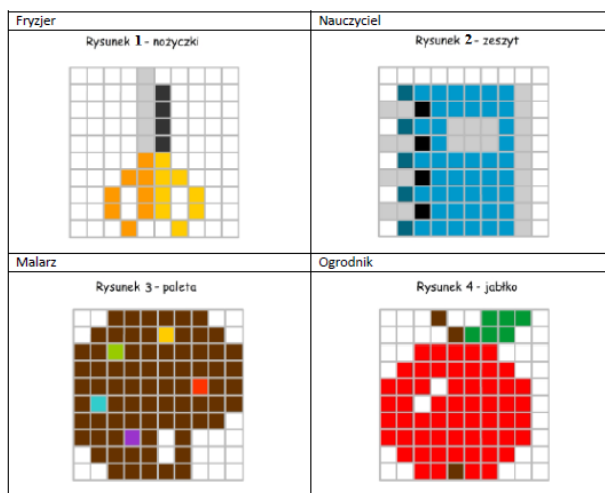 Fryzjer
Nauczyciel
Rysunek 1 - nożyczki
Rysunek 2 - zeszyt
Malarz
Ogrodnik
Rysunek 3 - paleta
Rysunek 4 - jabłko